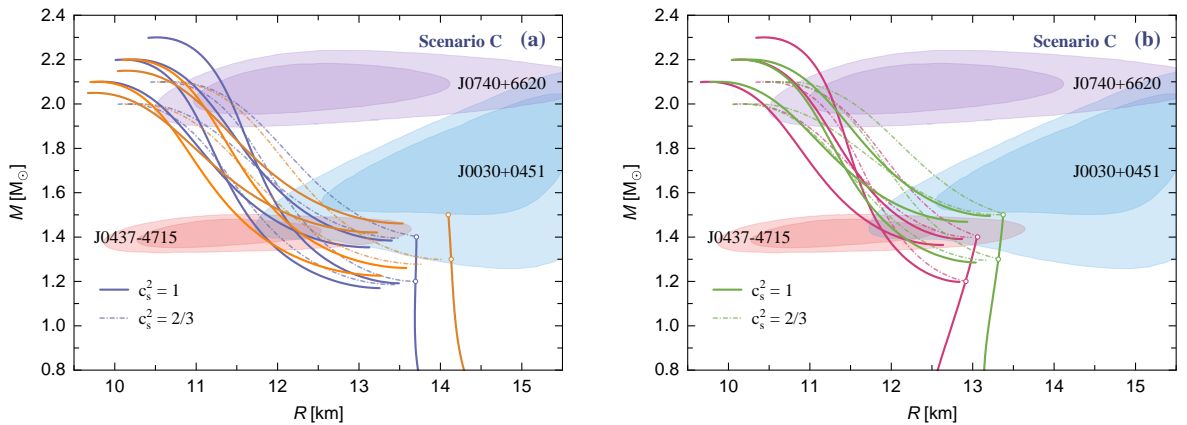 Scenario C (a)
J0740+6620
J0030+0451
J0437-4715
c_s^2 = 1
c_s^2 = 2/3
2.4
2.2
2.0
1.8
1.6
1.4
1.2
1.0
0.8
M [M☉]
10 11 12 13 14 15
R [km]
Scenario C (b)
J0740+6620
J0030+0451
J0437-4715
c_s^2 = 1
c_s^2 = 2/3
2.4
2.2
2.0
1.8
1.6
1.4
1.2
1.0
0.8
M [M☉]
10 11 12 13 14 15
R [km]